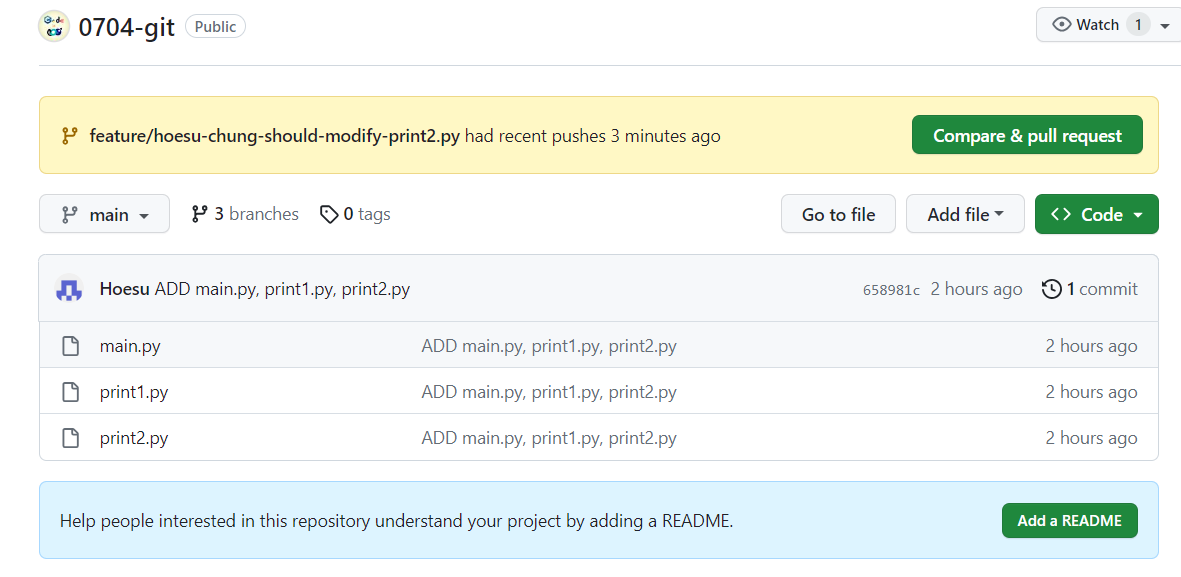 0704-git Public Watch 1
feature/hoesu-chung-should-modify-print2.py had recent pushes 3 minutes ago Compare & pull request
main 3 branches 0 tags Go to file Add file <> Code
Hoesu ADD main.py, print1.py, print2.py 658981c 2 hours ago 1 commit
main.py ADD main.py, print1.py, print2.py 2 hours ago
print1.py ADD main.py, print1.py, print2.py 2 hours ago
print2.py ADD main.py, print1.py, print2.py 2 hours ago
Help people interested in this repository understand your project by adding a README. Add a README